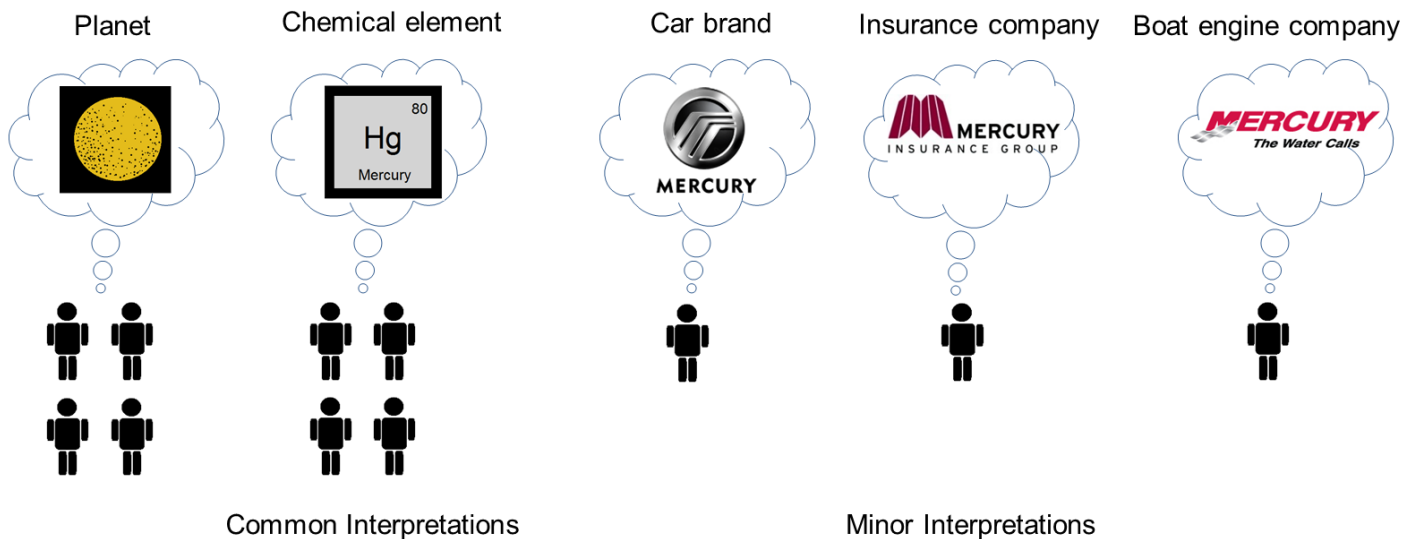 Planet
Chemical element
Car brand
Insurance company
Boat engine company
80
Hg
Mercury
MERCURY
MERCURY
INSURANCE GROUP
MERCURY
The Water Calls
Common Interpretations
Minor Interpretations